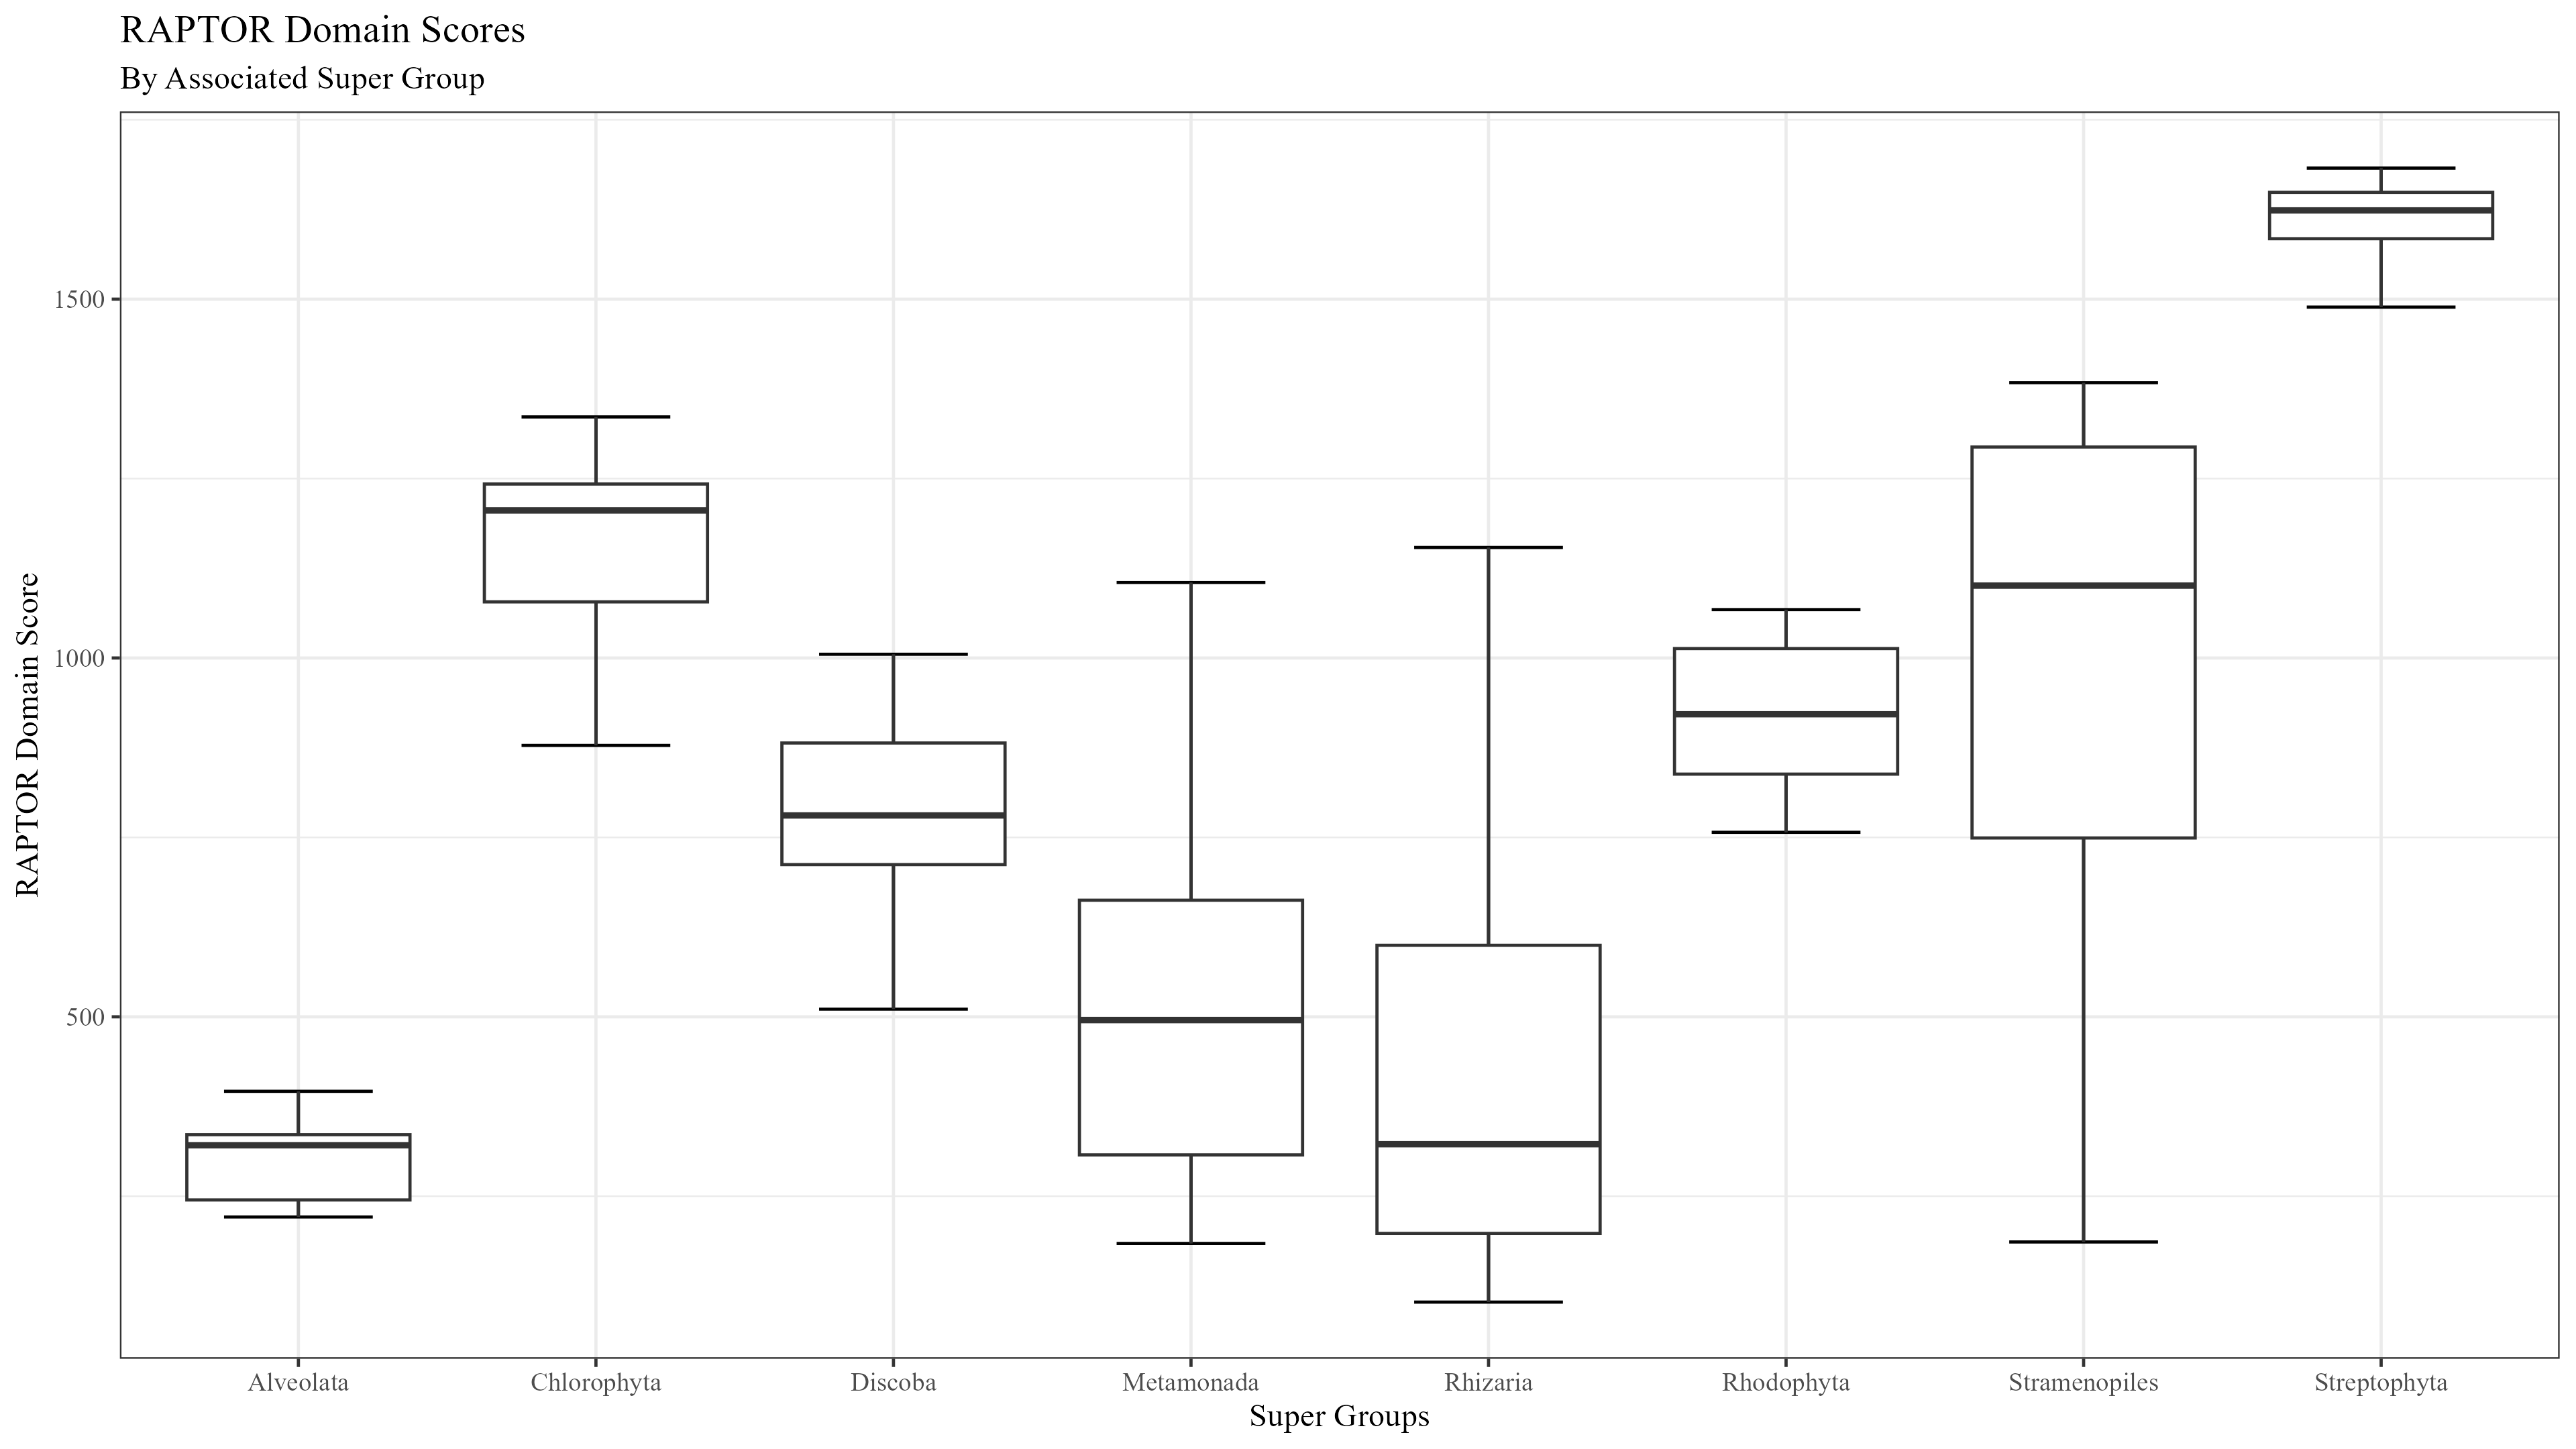 RAPTOR Domain Scores
By Associated Super Group
RAPTOR Domain Score
1500
1000
500
Alveolata Chlorophyta Discoba Metamonada Rhizaria Rhodophyta Stramenopiles Streptophyta
Super Groups